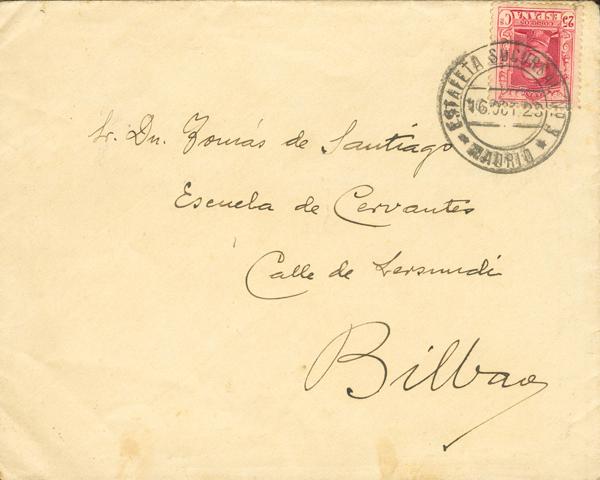 25 Cs
CORREOS
ESPAÑA
ESTAFETA SUCURSAL
16.OCT.23
MADRID
Sr. Dn. Tomás de Santiago
Escuela de Cervantes
Calle de Lersundi
Bilbao